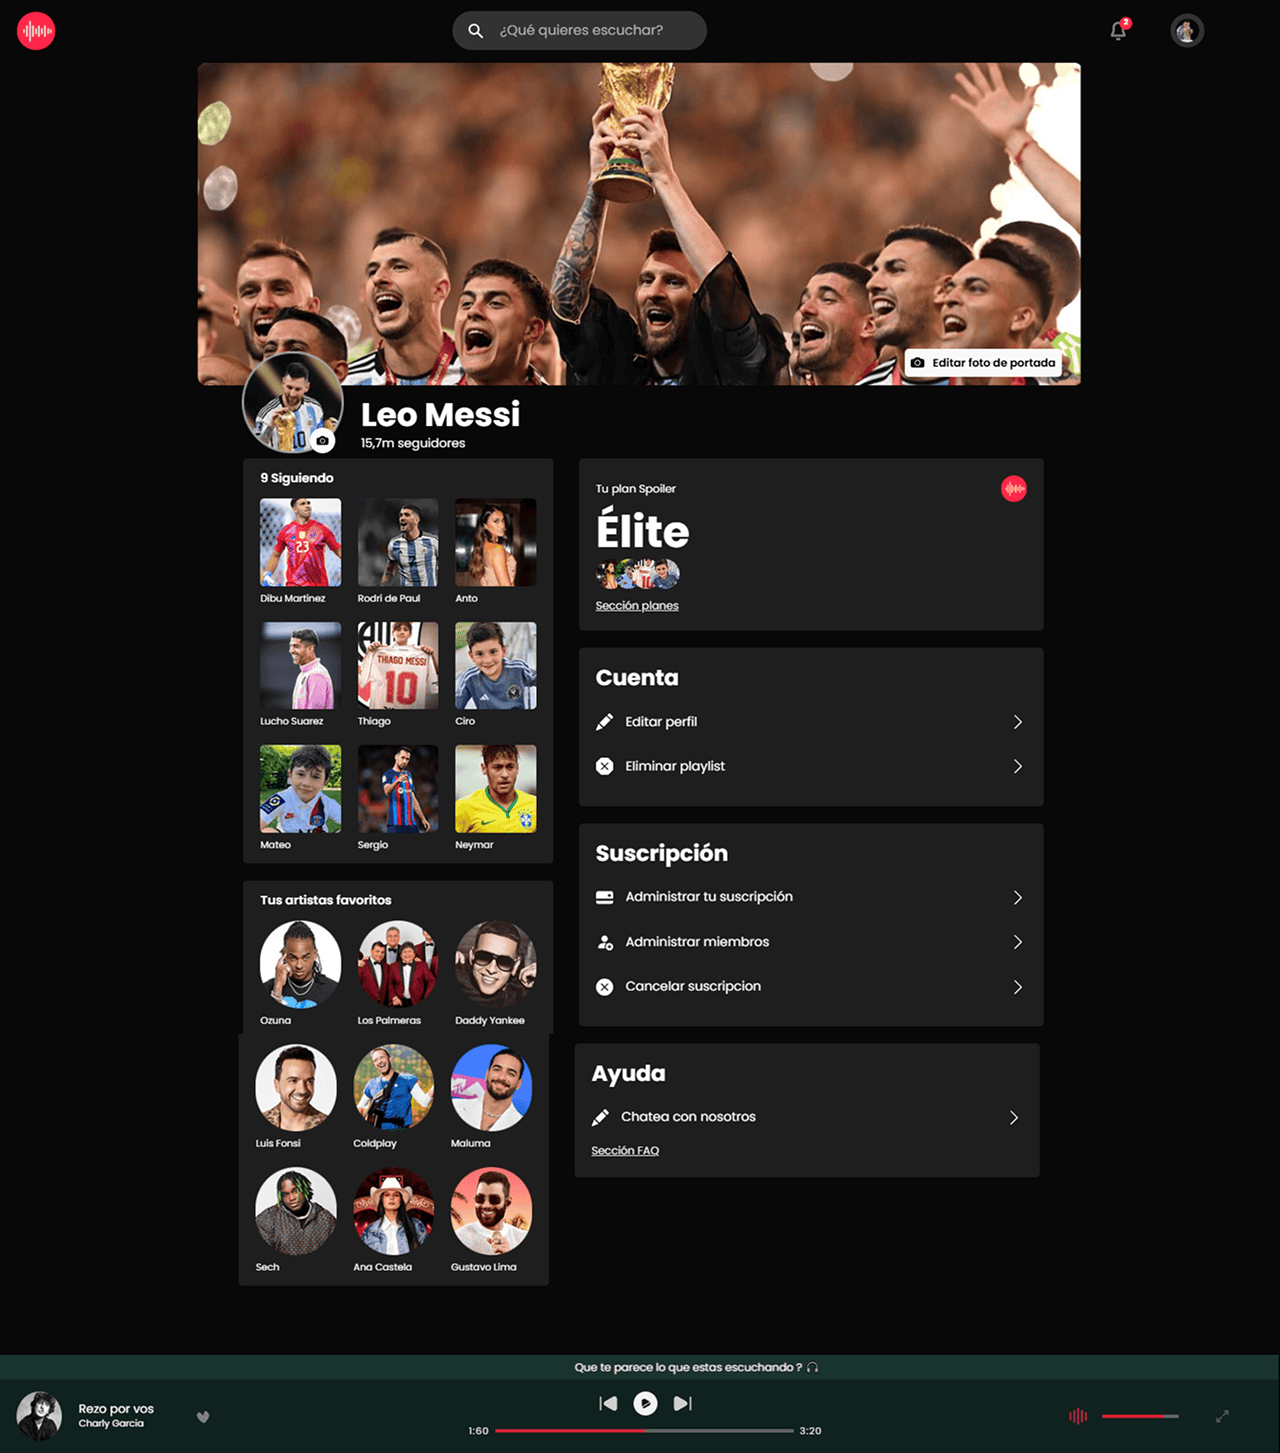 ¿Qué quieres escuchar?
2
Editar foto de portada
Leo Messi
15,7m seguidores
9 Siguiendo
23
Dibu Martinez
Rodri de Paul
Anto
THIAGO MESSI
10
Lucho Suarez
Thiago
Ciro
Mateo
Sergio
Neymar
Tus artistas favoritos
Ozuna
Los Palmeras
Daddy Yankee
Luis Fonsi
Coldplay
Maluma
Sech
Ana Castela
Gustavo Lima
Tu plan Spoiler
Élite
Sección planes
Cuenta
Editar perfil
Eliminar playlist
Suscripción
Administrar tu suscripción
Administrar miembros
Cancelar suscripcion
Ayuda
Chatea con nosotros
Sección FAQ
Que te parece lo que estas escuchando ? 🎧
Rezo por vos
Charly Garcia
1:60
3:20